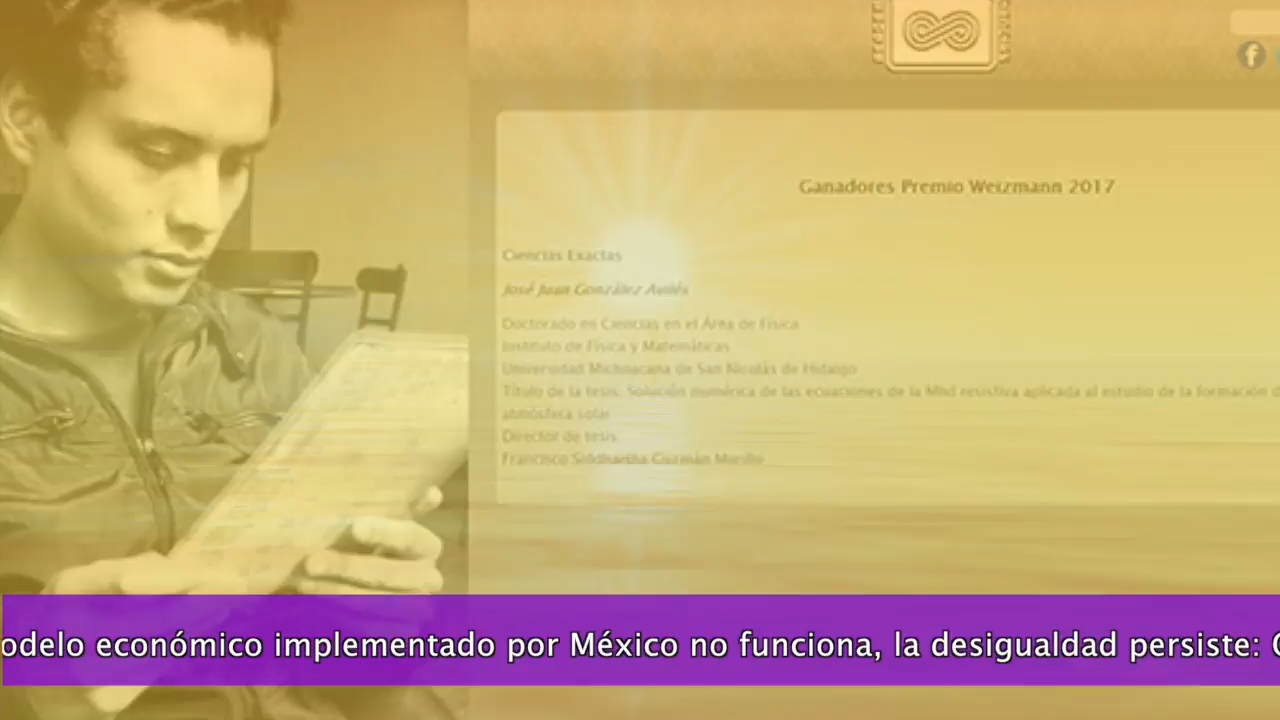 f
Ganadores Premio Weizmann 2017
Ciencias Exactas
José Juan González Avilés
Doctorado en Ciencias en el Área de Física
Instituto de Física y Matemáticas
Universidad Michoacana de San Nicolás de Hidalgo
Título de la tesis: Solución numérica de las ecuaciones de la Mhd resistiva aplicada al estudio de la formación
atmósfera solar
Director de tesis:
Francisco Siddhartha Guzmán Murillo
odelo económico implementado por México no funciona, la desigualdad persiste: